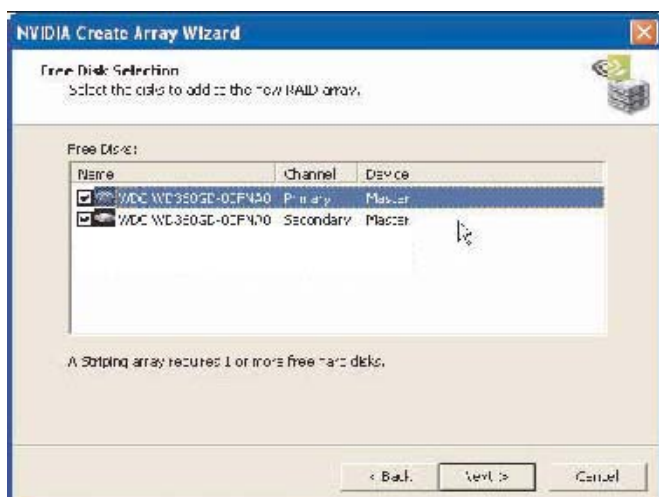 NVIDIA Create Array Wizard
Free Disk Selection
Select the disks to add to the new RAID array.
Free Disks:
Name Channel Device
WDC WD360GD-00FNA0 Primary Master
WDC WD360GD-00FNA0 Secondary Master
A Striping array requires 1 or more free hard disks.
< Back Next > Cancel